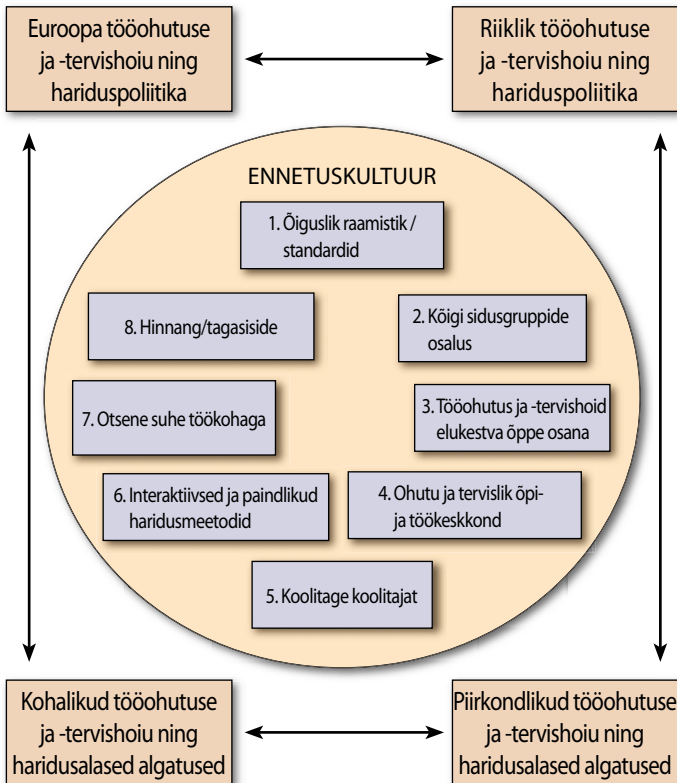 Euroopa tööohutuse
ja -tervishoiu ning
hariduspoliitika
Riiklik tööohutuse
ja -tervishoiu ning
hariduspoliitika
ENNETUSKULTUUR
1. Õiguslik raamistik /
standardid
8. Hinnang/tagasiside
2. Kõigi sidusgruppide
osalus
7. Otsene suhe töökohaga
3. Tööohutus ja -tervishoid
elukestva õppe osana
6. Interaktiivsed ja paindlikud
haridusmeetodid
4. Ohutu ja tervislik õpi-
ja töökeskkond
5. Koolitage koolitajat
Kohalikud tööohutuse
ja -tervishoiu ning
haridusalased algatused
Piirkondlikud tööohutuse
ja -tervishoiu ning
haridusalased algatused